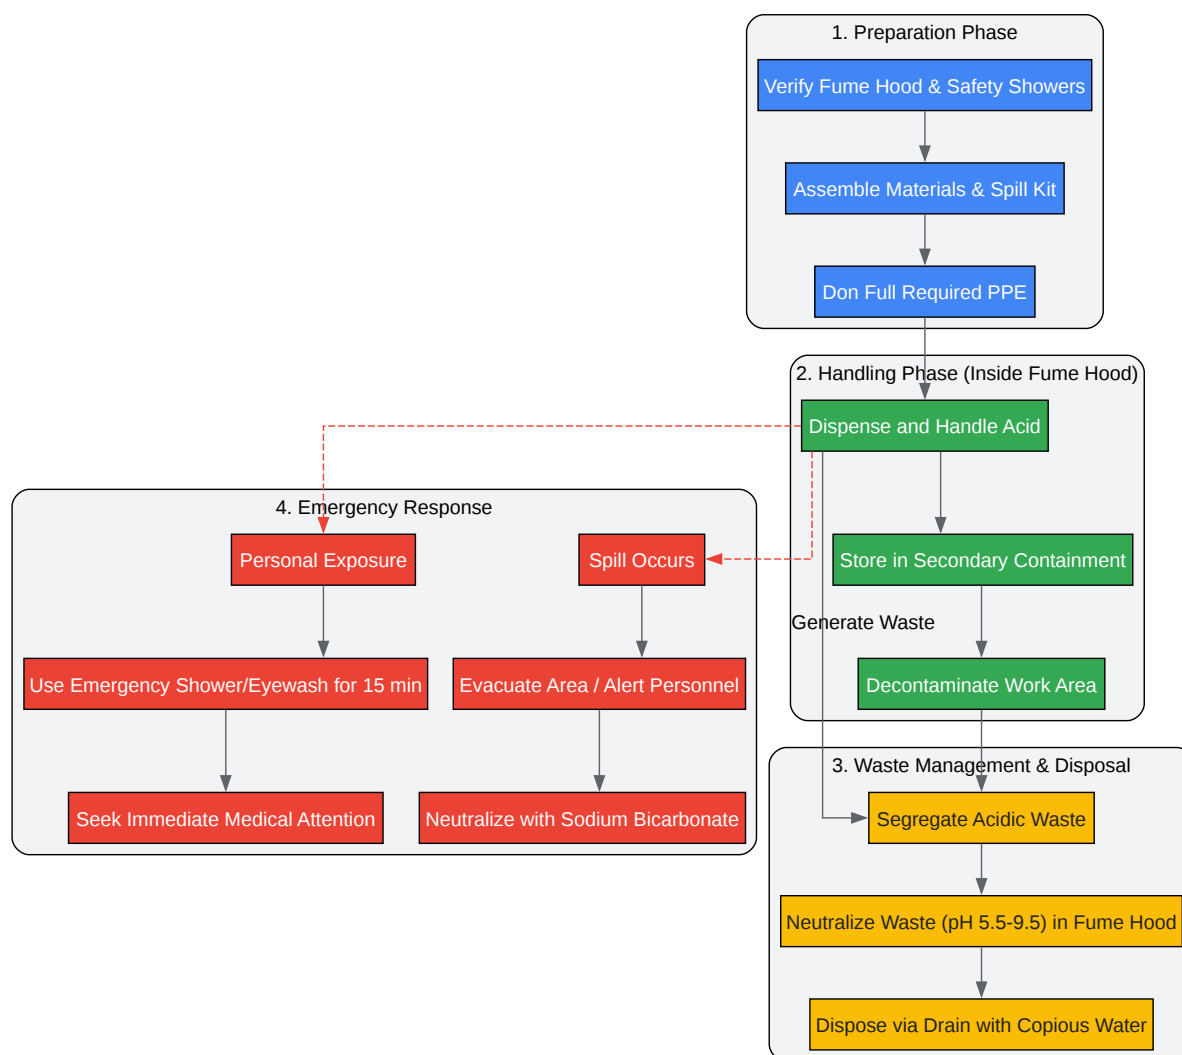 1. Preparation Phase
Verify Fume Hood & Safety Showers
Assemble Materials & Spill Kit
Don Full Required PPE
2. Handling Phase (Inside Fume Hood)
Dispense and Handle Acid
Store in Secondary Containment
Generate Waste
Decontaminate Work Area
4. Emergency Response
Personal Exposure
Spill Occurs
Use Emergency Shower/Eyewash for 15 min
Evacuate Area / Alert Personnel
Seek Immediate Medical Attention
Neutralize with Sodium Bicarbonate
3. Waste Management & Disposal
Segregate Acidic Waste
Neutralize Waste (pH 5.5-9.5) in Fume Hood
Dispose via Drain with Copious Water